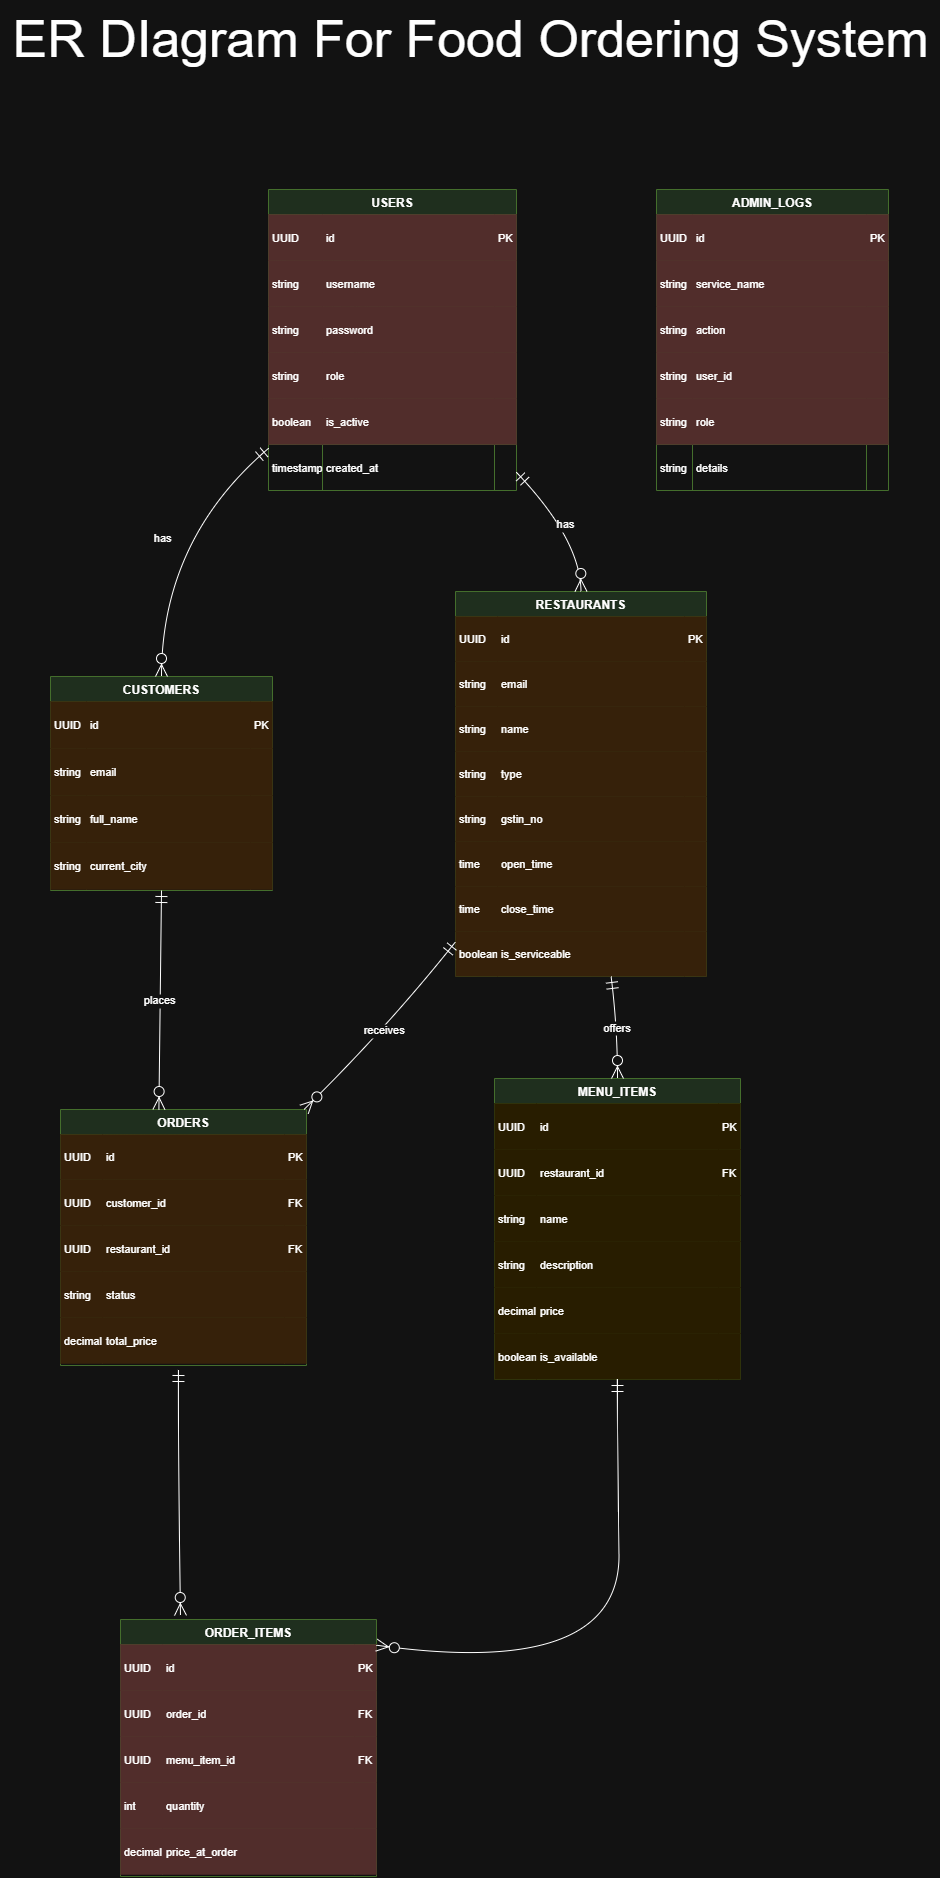 ER DIagram For Food Ordering System
USERS
UUID id PK
string username
string password
string role
boolean is_active
timestamp created_at
ADMIN_LOGS
UUID id PK
string service_name
string action
string user_id
string role
string details
has
has
RESTAURANTS
UUID id PK
string email
string name
string type
string gstin_no
time open_time
time close_time
boolean is_serviceable
CUSTOMERS
UUID id PK
string email
string full_name
string current_city
places
receives
offers
ORDERS
UUID id PK
UUID customer_id FK
UUID restaurant_id FK
string status
decimal total_price
MENU_ITEMS
UUID id PK
UUID restaurant_id FK
string name
string description
decimal price
boolean is_available
ORDER_ITEMS
UUID id PK
UUID order_id FK
UUID menu_item_id FK
int quantity
decimal price_at_order